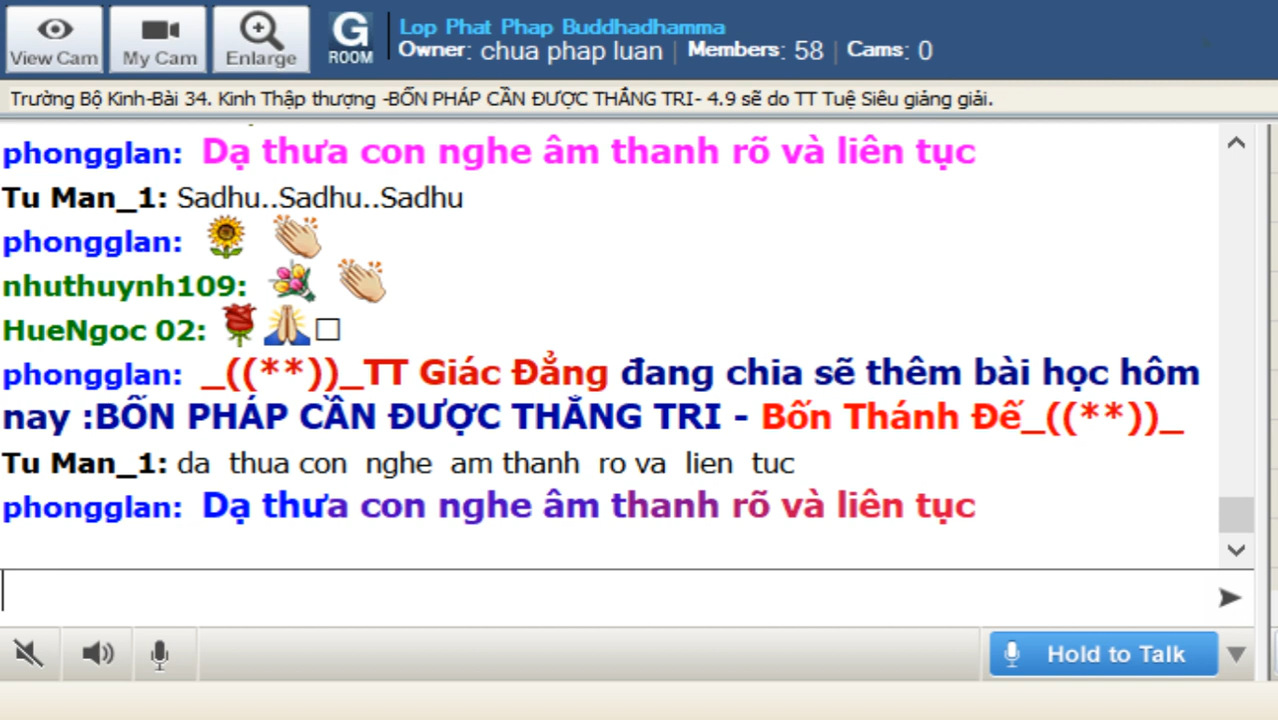 View Cam
My Cam
Enlarge
G
ROOM
Lop Phat Phap Buddhadhamma
Owner: chua phap luan | Members: 58 | Cams: 0
Trường Bộ Kinh-Bài 34. Kinh Thập thượng -BỐN PHÁP CẦN ĐƯỢC THẮNG TRI- 4.9 sẽ do TT Tuệ Siêu giảng giải.
phongglan: Dạ thưa con nghe âm thanh rõ và liên tục
Tu Man_1: Sadhu..Sadhu..Sadhu
phongglan:
nhuthuynh109:
HueNgoc 02:
phongglan: _((**))_TT Giác Đẳng đang chia sẽ thêm bài học hôm
nay :BỐN PHÁP CẦN ĐƯỢC THẮNG TRI - Bốn Thánh Đế_((**))_
Tu Man_1: da thua con nghe am thanh ro va lien tuc
phongglan: Dạ thưa con nghe âm thanh rõ và liên tục
Hold to Talk